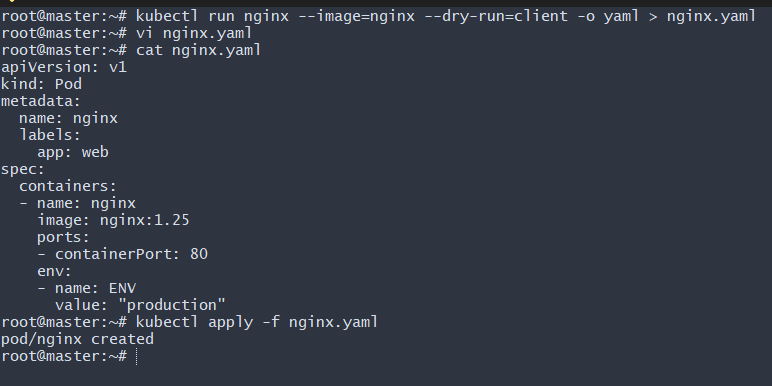 root@master:~# kubectl run nginx --image=nginx --dry-run=client -o yaml > nginx.yaml
root@master:~# vi nginx.yaml
root@master:~# cat nginx.yaml
apiVersion: v1
kind: Pod
metadata:
  name: nginx
  labels:
    app: web
spec:
  containers:
  - name: nginx
    image: nginx:1.25
    ports:
    - containerPort: 80
    env:
    - name: ENV
      value: "production"
root@master:~# kubectl apply -f nginx.yaml
pod/nginx created
root@master:~#